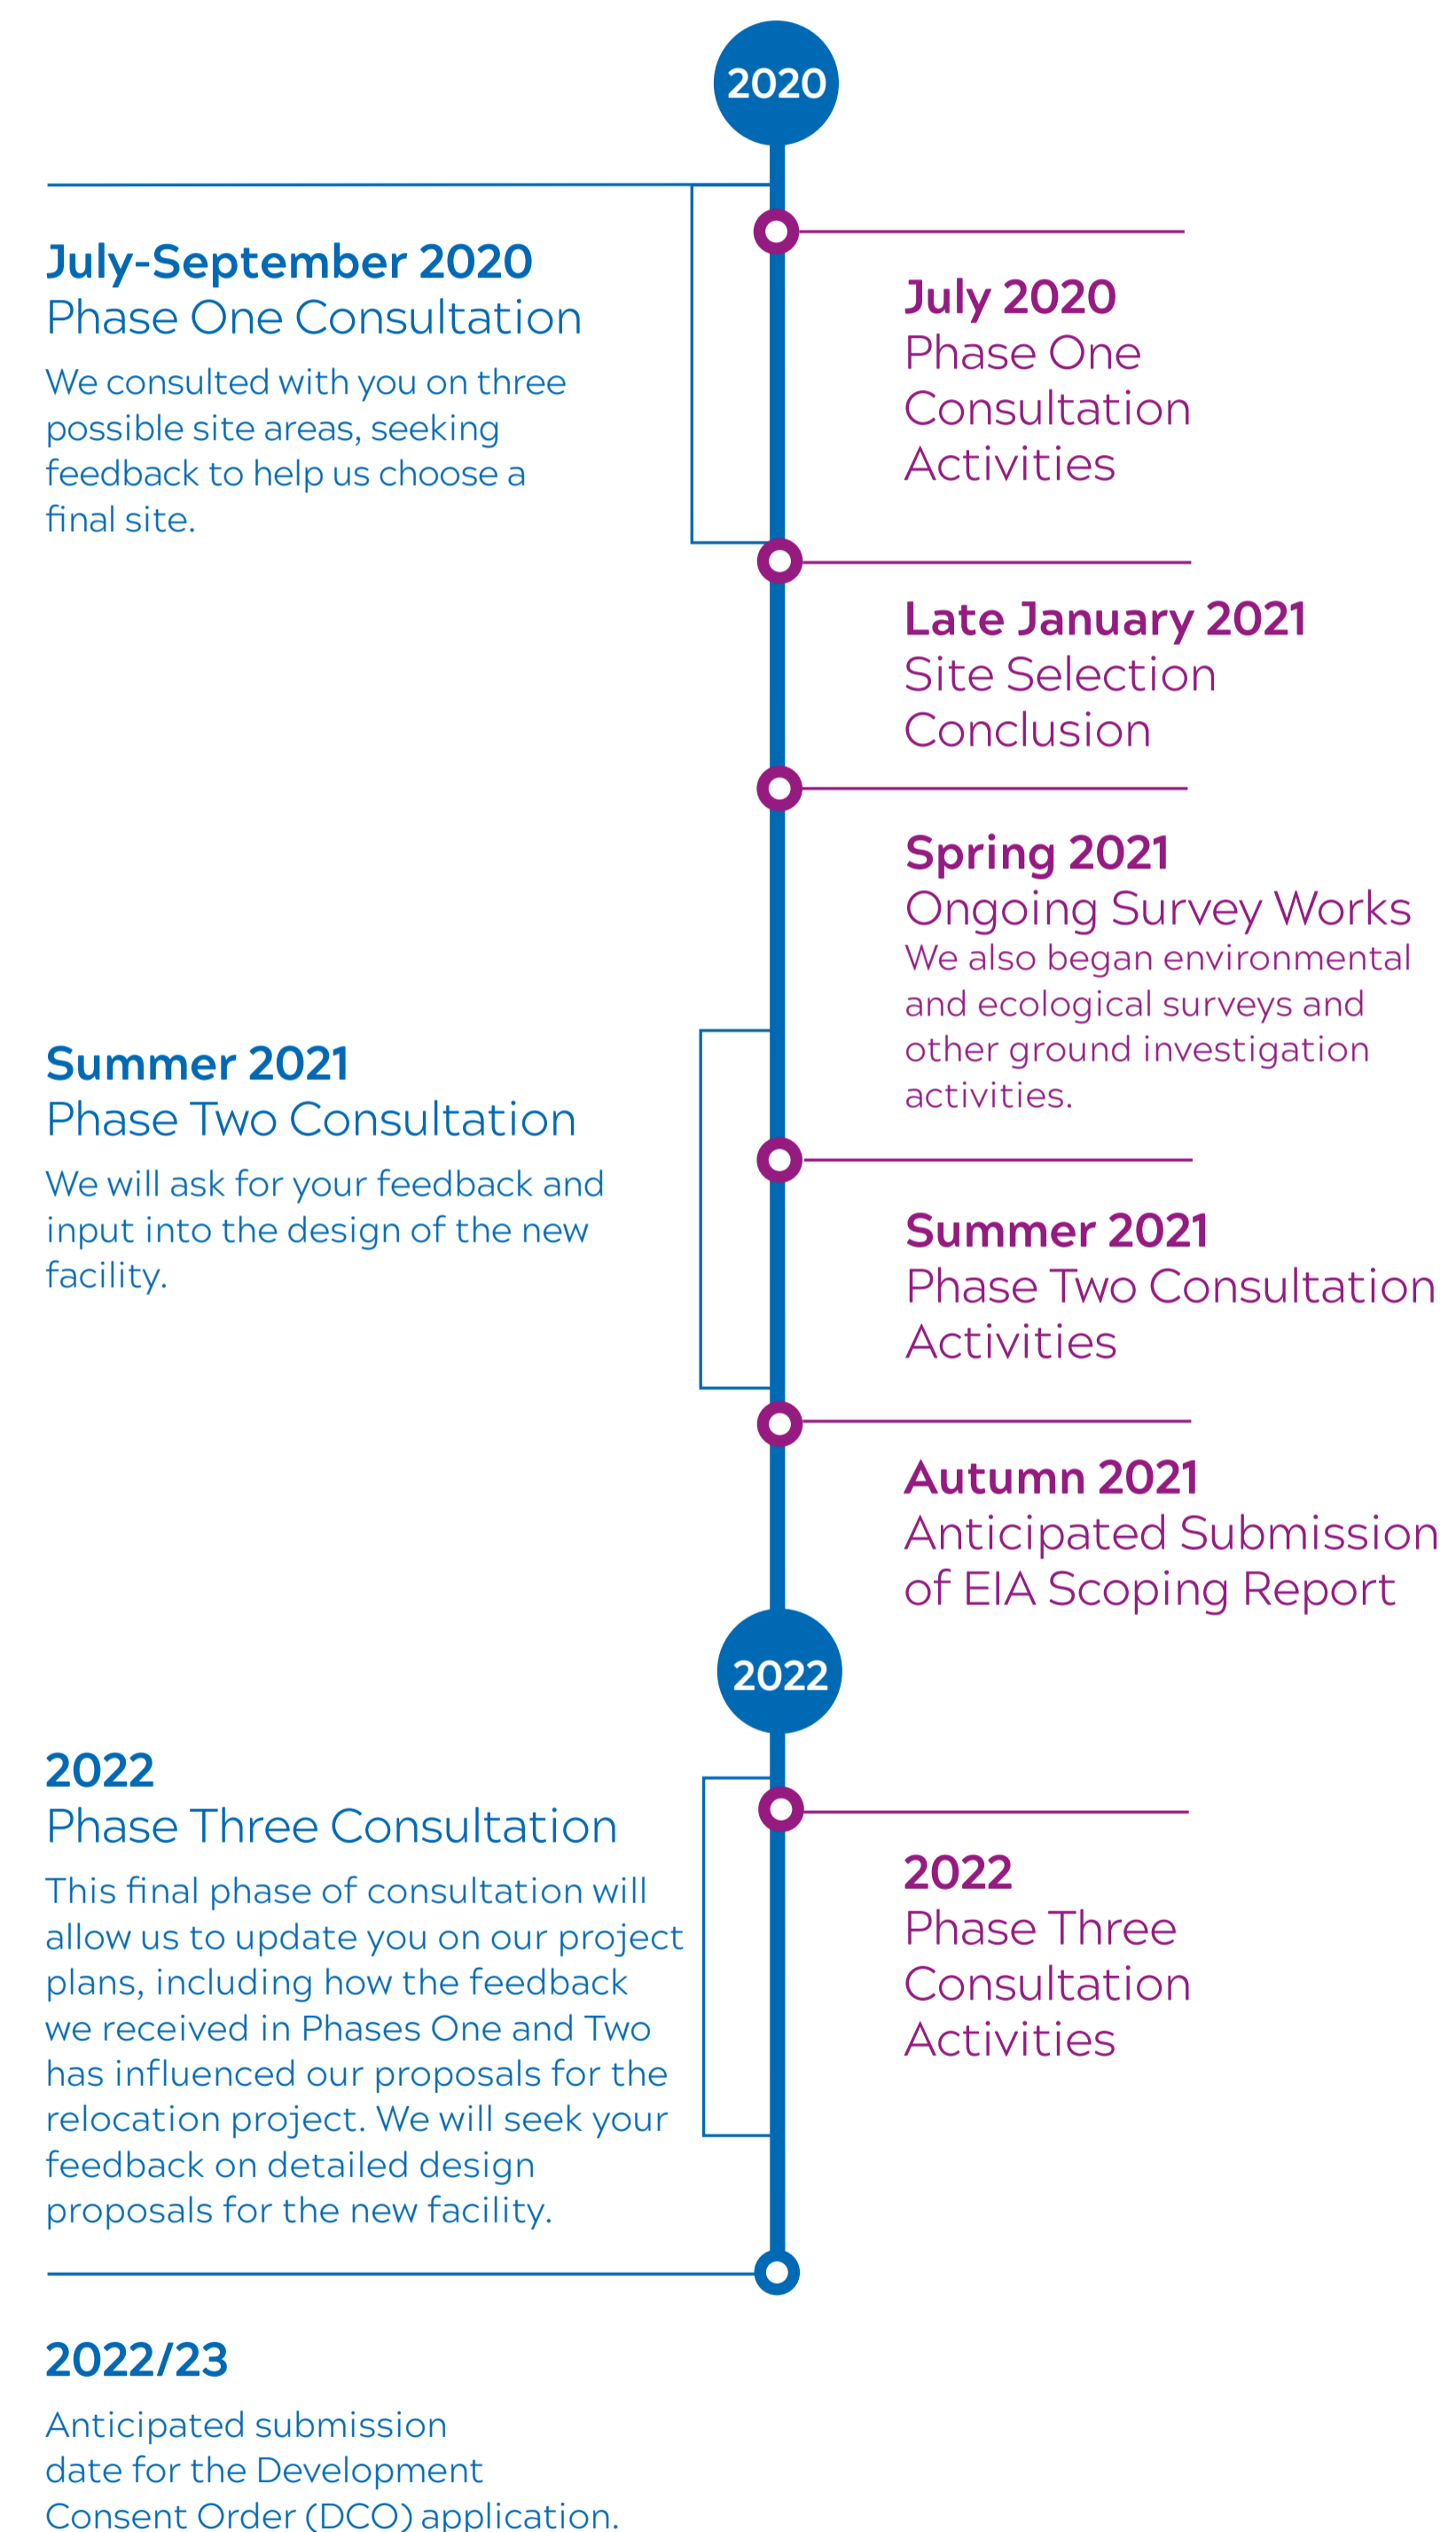 2020
July-September 2020
Phase One Consultation
We consulted with you on three
possible site areas, seeking
feedback to help us choose a
final site.
July 2020
Phase One
Consultation
Activities
Late January 2021
Site Selection
Conclusion
Spring 2021
Ongoing Survey Works
We also began environmental
and ecological surveys and
other ground investigation
activities.
Summer 2021
Phase Two Consultation
We will ask for your feedback and
input into the design of the new
facility.
Summer 2021
Phase Two Consultation
Activities
Autumn 2021
Anticipated Submission
of EIA Scoping Report
2022
2022
Phase Three Consultation
This final phase of consultation will
allow us to update you on our project
plans, including how the feedback
we received in Phases One and Two
has influenced our proposals for the
relocation project. We will seek your
feedback on detailed design
proposals for the new facility.
2022
Phase Three
Consultation
Activities
2022/23
Anticipated submission
date for the Development
Consent Order (DCO) application.